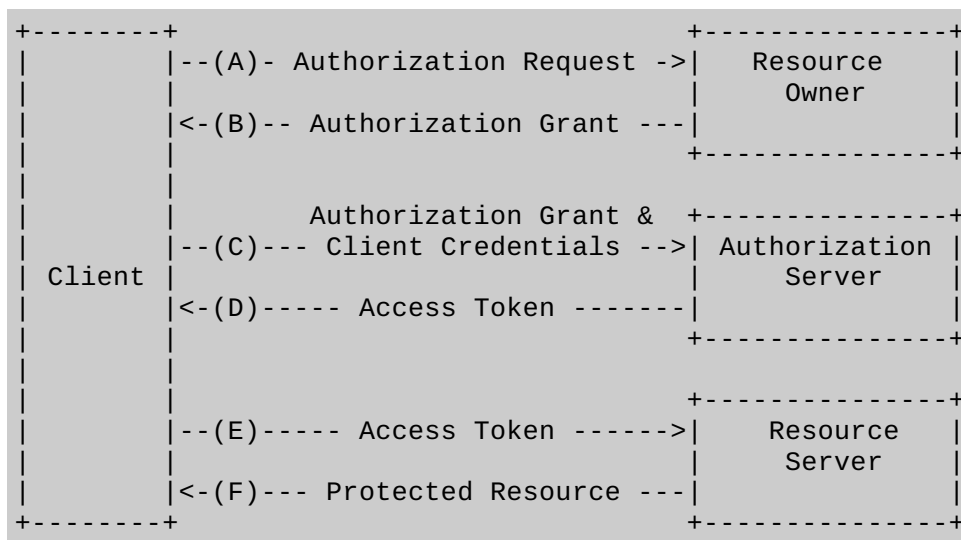 +--------+                               +---------------+
|        |--(A)- Authorization Request ->|   Resource    |
|        |                               |     Owner     |
|        |<-(B)-- Authorization Grant ---|               |
|        |                               +---------------+
|        |
|        |        Authorization Grant &  +---------------+
|        |--(C)--- Client Credentials -->| Authorization |
| Client |                               |     Server    |
|        |<-(D)----- Access Token -------|               |
|        |                               +---------------+
|        |
|        |                               +---------------+
|        |--(E)----- Access Token ------>|    Resource   |
|        |                               |     Server    |
|        |<-(F)--- Protected Resource ---|               |
+--------+                               +---------------+